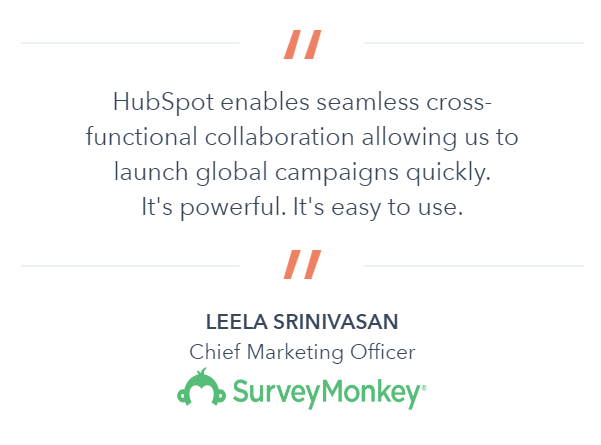 HubSpot enables seamless cross-
functional collaboration allowing us to
launch global campaigns quickly.
It's powerful. It's easy to use.
LEELA SRINIVASAN
Chief Marketing Officer
SurveyMonkey®